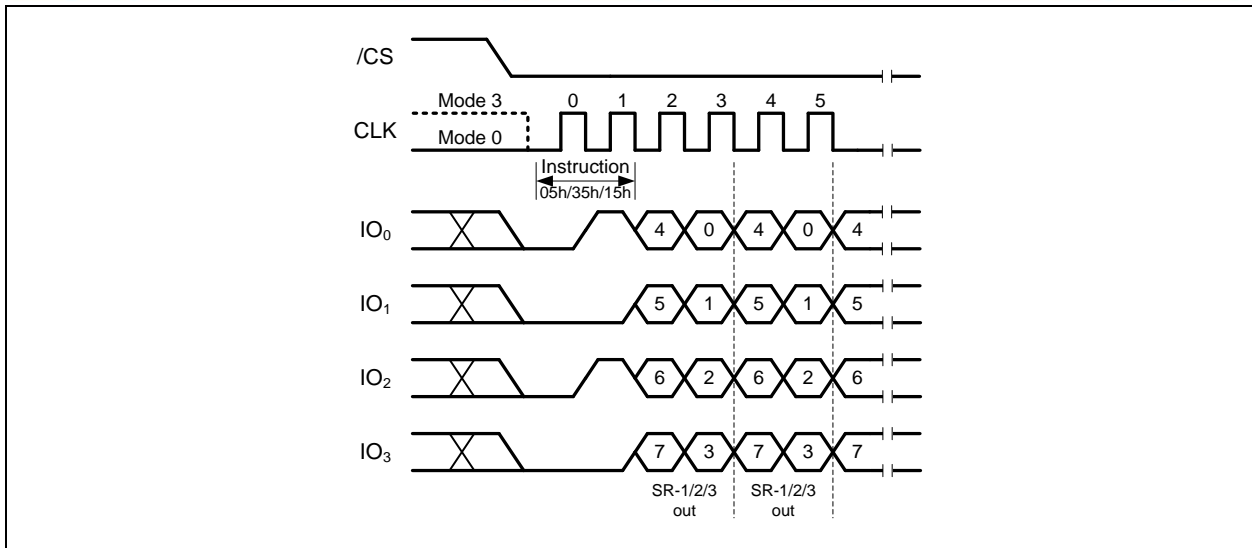 /CS
Mode 3 0 1 2 3 4 5
CLK
Mode 0
Instruction
05h/35h/15h
IO0 4 0 4 0 4
IO1 5 1 5 1 5
IO2 6 2 6 2 6
IO3 7 3 7 3 7
SR-1/2/3 SR-1/2/3
out out